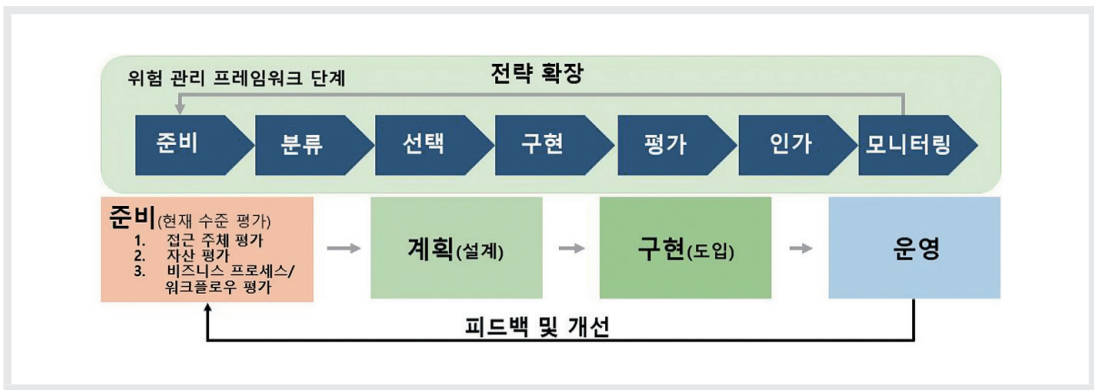 위험 관리 프레임워크 단계
전략 확장
준비
분류
선택
구현
평가
인가
모니터링
준비(현재 수준 평가)
1. 접근 주체 평가
2. 자산 평가
3. 비즈니스 프로세스/
워크플로우 평가
계획(설계)
구현(도입)
운영
피드백 및 개선